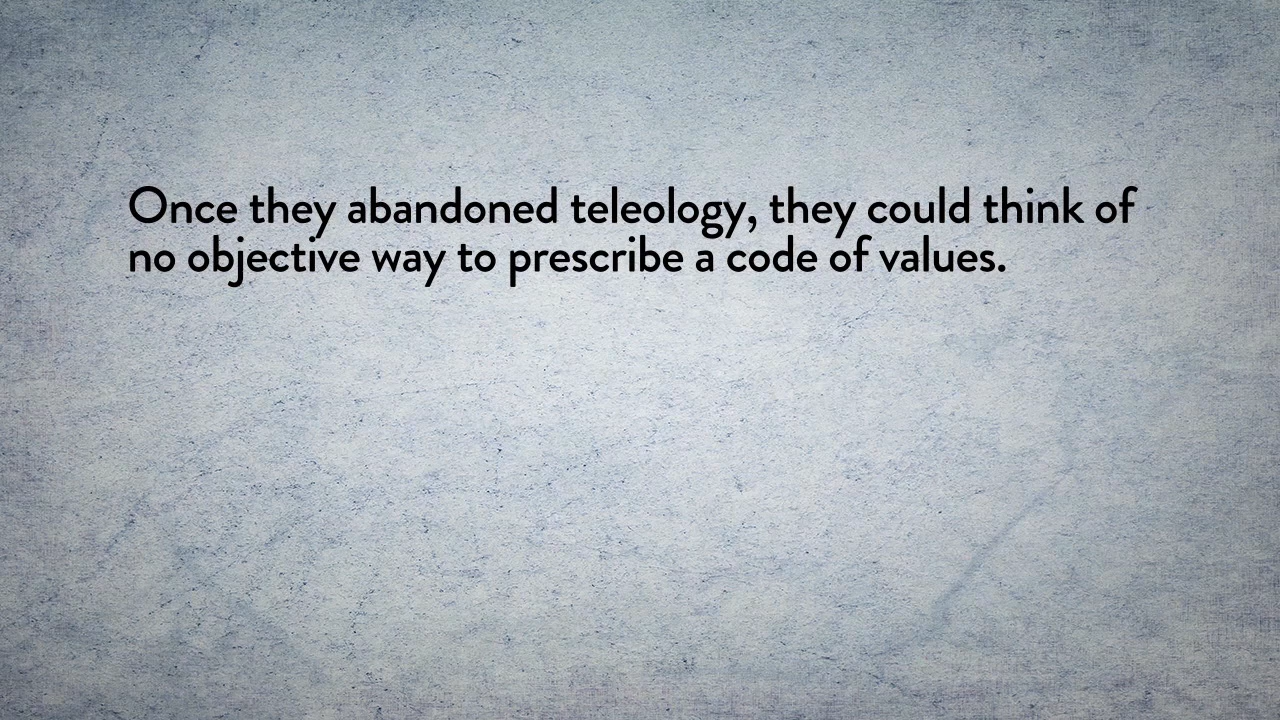 Once they abandoned teleology, they could think of
no objective way to prescribe a code of values.